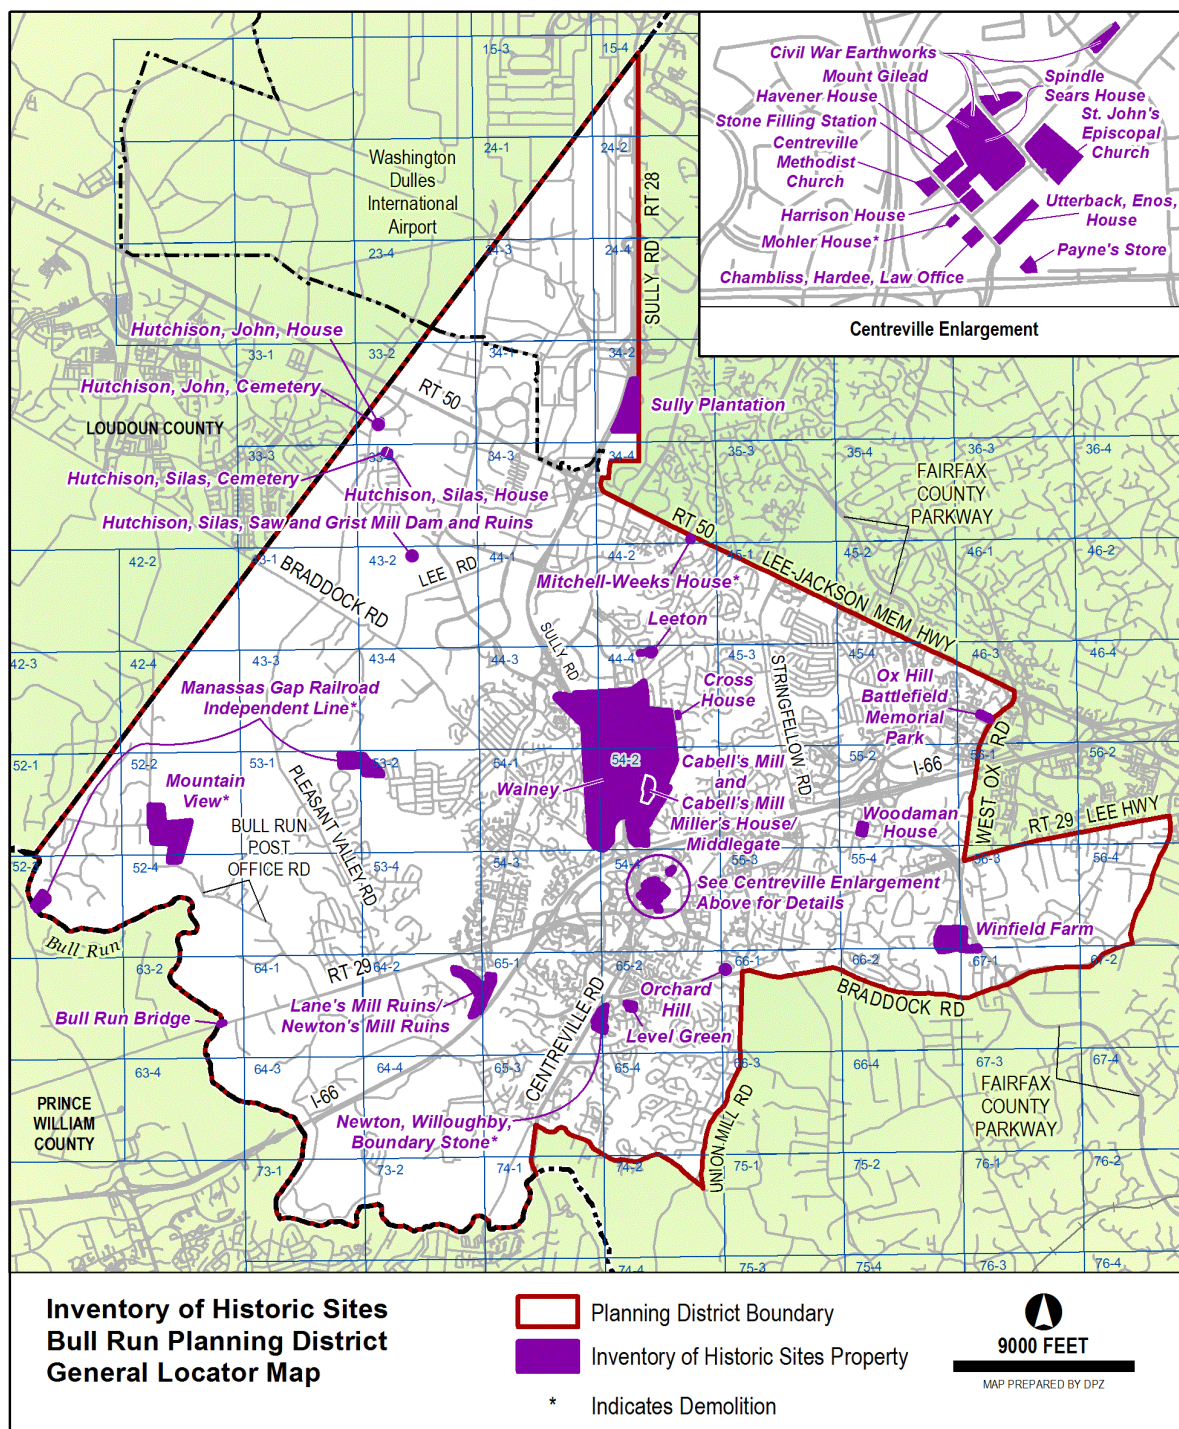 15-3
15-4
24-1
24-2
Washington
Dulles
International
Airport
23-4
24-3
24-4
SULLY RD RT 28
Civil War Earthworks
Mount Gilead
Havener House
Stone Filling Station
Centreville
Methodist
Church
Harrison House
Mohler House*
Chambliss, Hardee, Law Office
Spindle
Sears House
St. John's
Episcopal
Church
Utterback, Enos,
House
Payne's Store
Centreville Enlargement
Hutchison, John, House
33-1
33-2
34-1
34-2
Hutchison, John, Cemetery
RT 50
Sully Plantation
LOUDOUN COUNTY
33-3
34-3
34-4
35-3
35-4
36-3
36-4
Hutchison, Silas, Cemetery
Hutchison, Silas, House
FAIRFAX
COUNTY
PARKWAY
Hutchison, Silas, Saw and Grist Mill Dam and Ruins
RT 50
42-2
43-2
44-1
44-2
45-1
45-2
46-1
46-2
BRADDOCK RD
LEE RD
Mitchell-Weeks House*
LEE-JACKSON MEM HWY
Leeton
SULLY RD
42-3
42-4
43-3
43-4
44-3
44-4
45-3
45-4
46-3
46-4
Manassas Gap Railroad
Independent Line*
Cross
House
STRINGFELLOW RD
Ox Hill
Battlefield
Memorial
Park
52-1
52-2
53-1
53-2
54-2
55-2
55-1
56-2
I-66
WEST OX RD
Mountain
View*
PLEASANT VALLEY RD
Walney
Cabell's Mill
and
Cabell's Mill
Miller's House/
Middlegate
Woodaman
House
RT 29 LEE HWY
BULL RUN
POST
OFFICE RD
52-4
53-4
54-3
54-4
55-3
55-4
56-3
56-4
See Centreville Enlargement
Above for Details
Bull Run
Winfield Farm
63-2
64-1
RT 29
64-2
65-1
65-2
66-1
66-2
67-1
67-2
Lane's Mill Ruins/
Newton's Mill Ruins
Orchard
Hill
BRADDOCK RD
Bull Run Bridge
CENTREVILLE RD
Level Green
63-4
64-3
64-4
65-3
65-4
66-3
66-4
67-3
67-4
I-66
PRINCE
WILLIAM
COUNTY
Newton, Willoughby,
Boundary Stone*
UNION MILL RD
FAIRFAX
COUNTY
PARKWAY
73-1
73-2
74-1
74-2
75-1
75-2
76-1
76-2
74-4
75-3
75-4
76-3
76-4
Inventory of Historic Sites
Bull Run Planning District
General Locator Map
Planning District Boundary
Inventory of Historic Sites Property
* Indicates Demolition
9000 FEET
MAP PREPARED BY DPZ